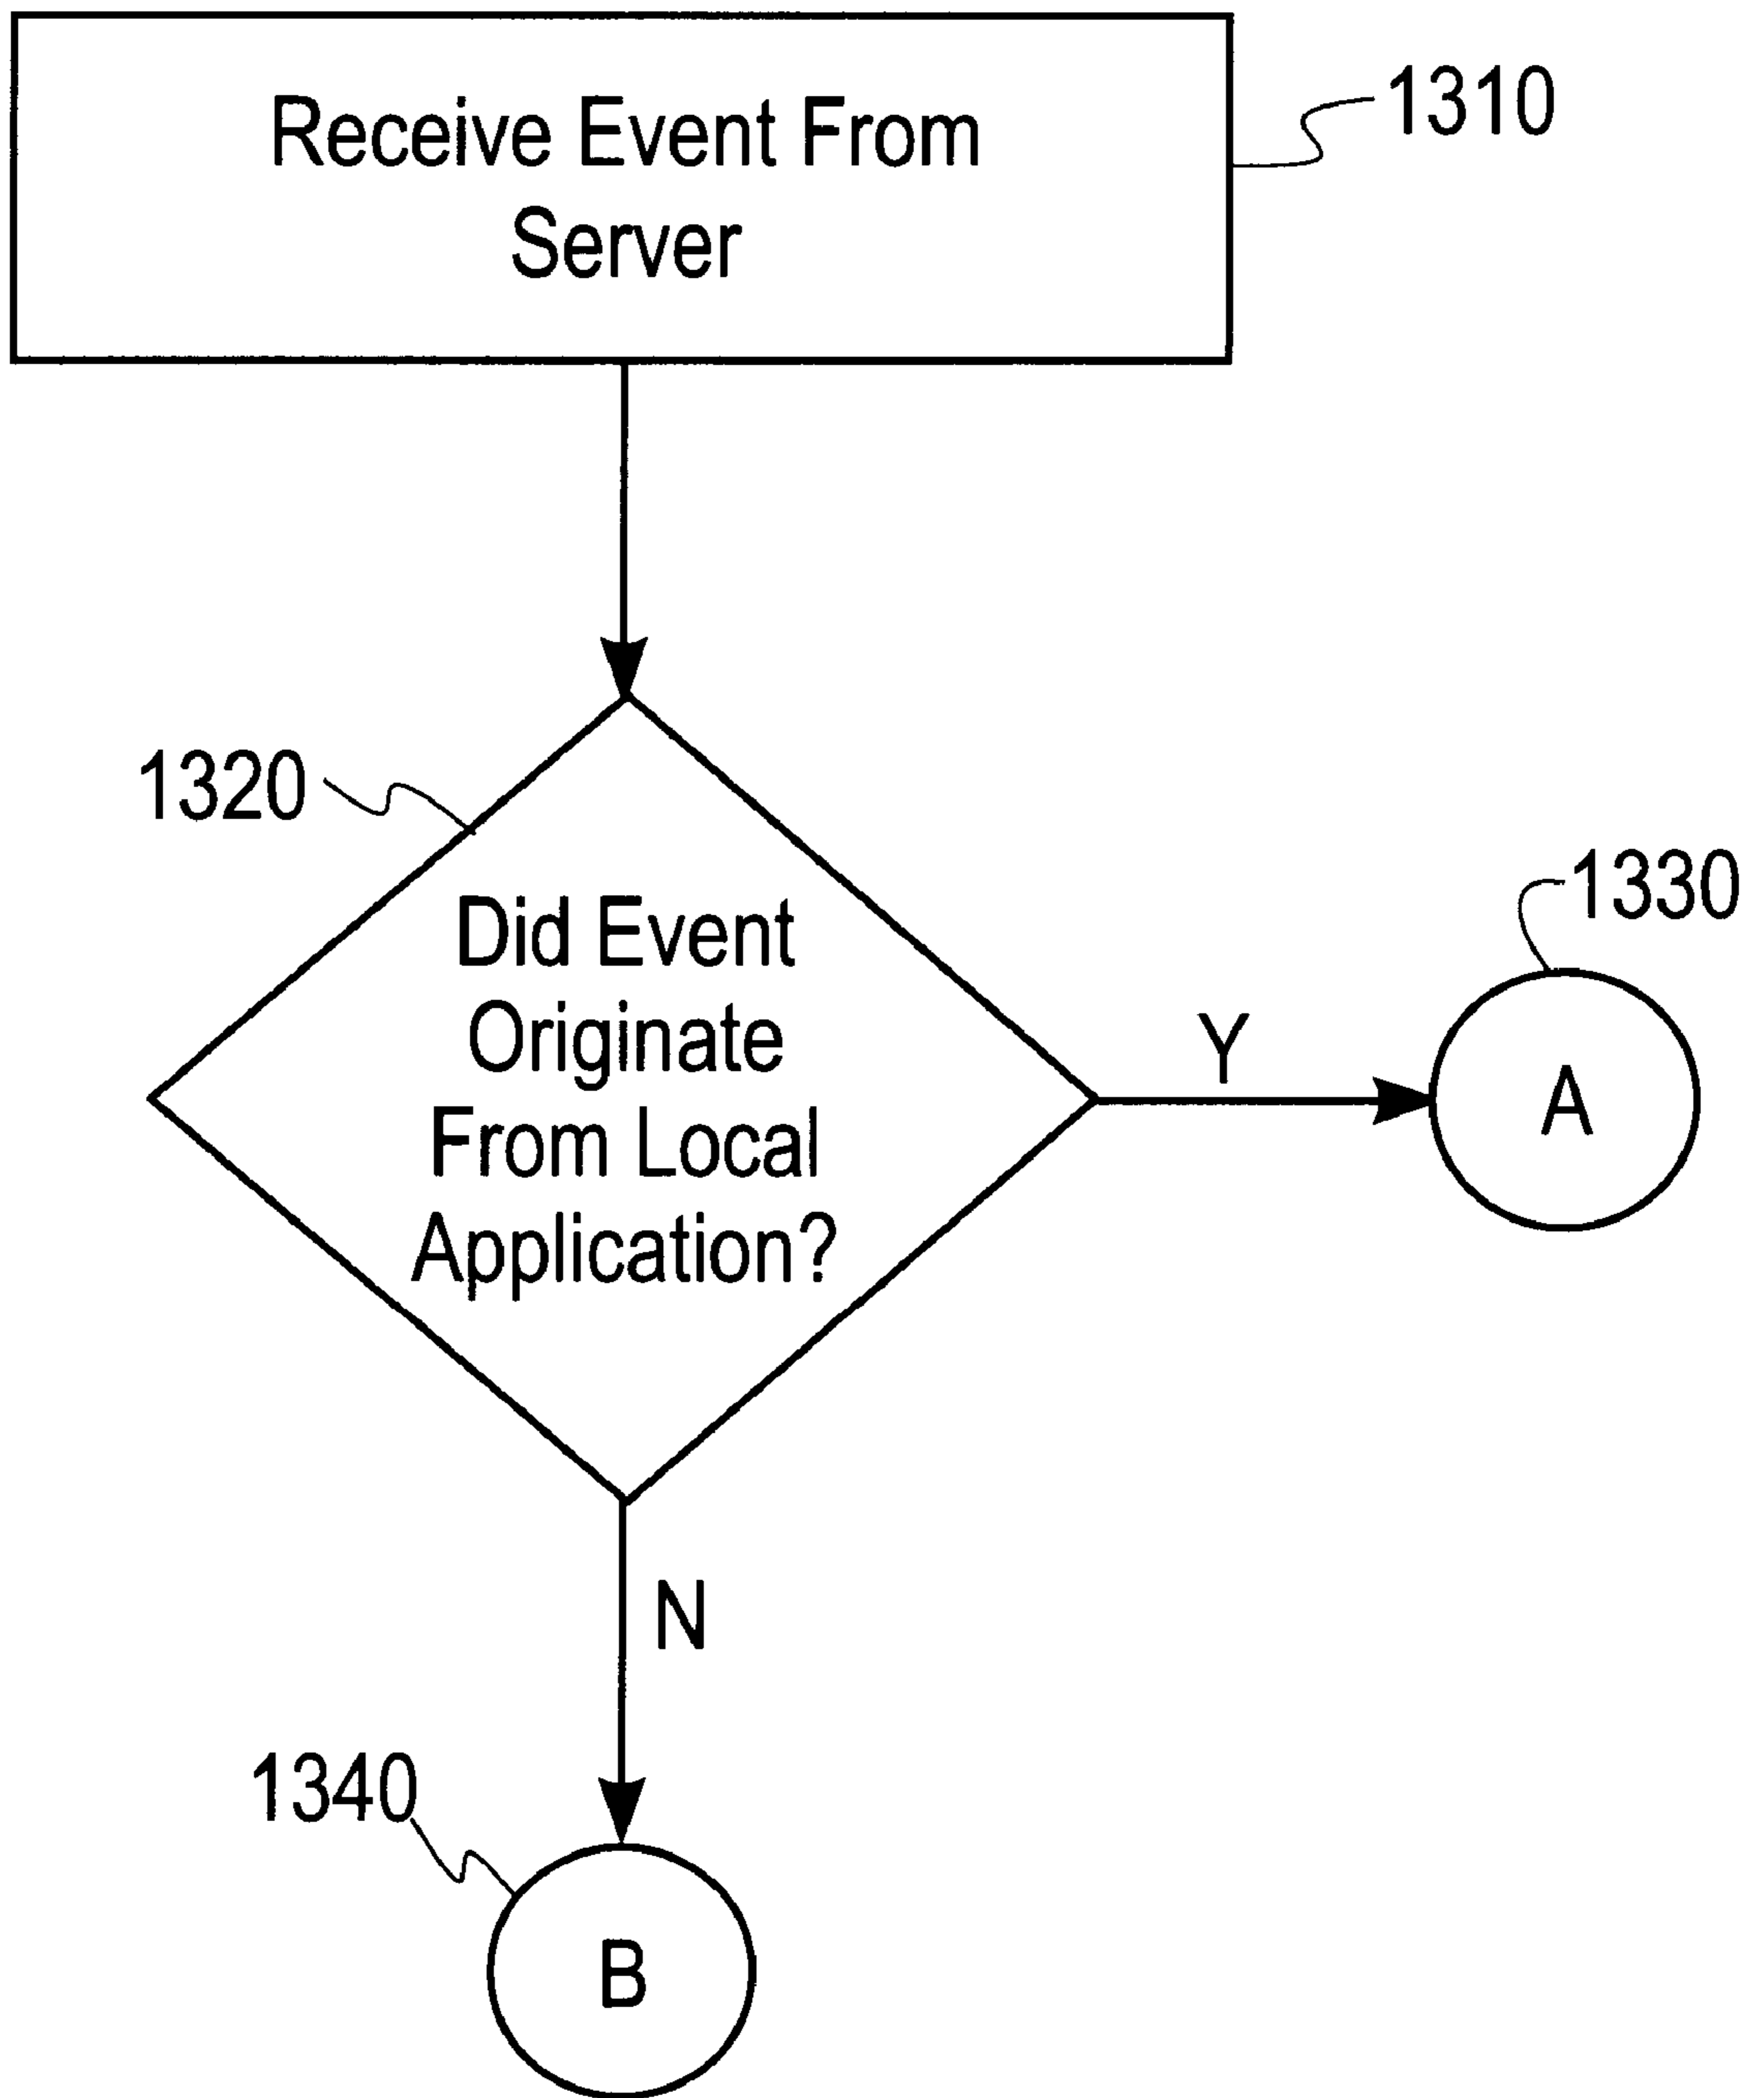 Receive Event From
Server
1310
1320
Did Event
Originate
From Local
Application?
Y
1330
A
N
1340
B